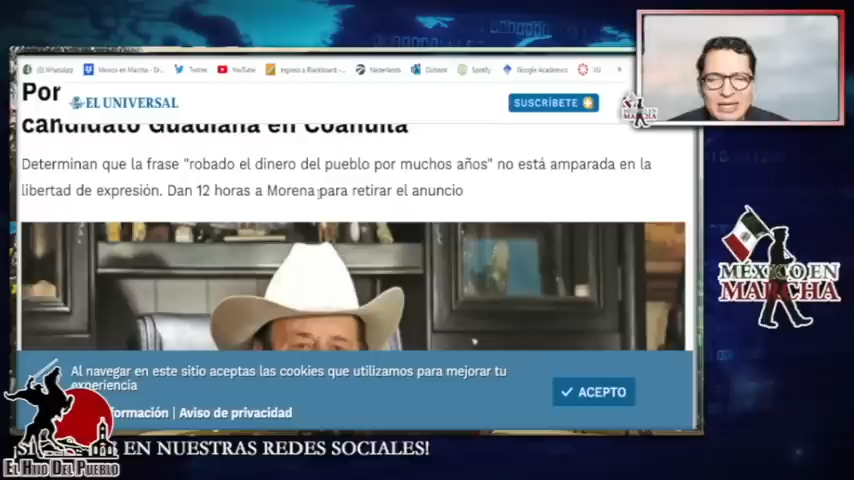 WhatsApp
México en Marcha - Dr...
Twitter
YouTube
Ingreso a Blackboard -...
Outlook
Spotify
Google Académico
Por
EL UNIVERSAL
SUSCRÍBETE
candidato Guadiana en Coahuila
Determinan que la frase "robado el dinero del pueblo por muchos años" no está amparada en la
libertad de expresión. Dan 12 horas a Morena para retirar el anuncio
MÉXICO EN
MARCHA
MÉXICO EN
MARCHA
Al navegar en este sitio aceptas las cookies que utilizamos para mejorar tu
experiencia
ACEPTO
formación | Aviso de privacidad
EN NUESTRAS REDES SOCIALES!
EL HIJO DEL PUEBLO